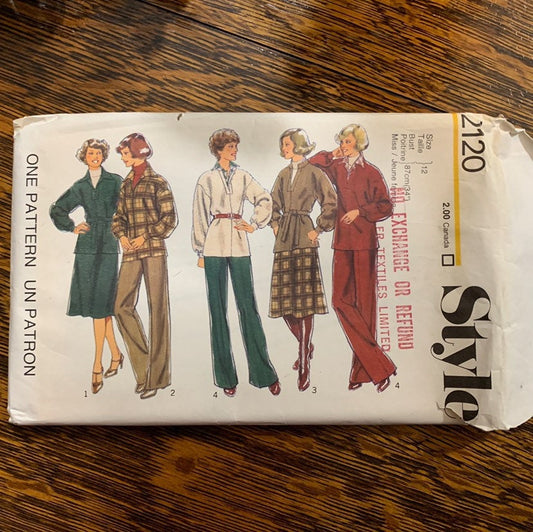 2120
Size
Taille } 12
Bust
Poitrine } 87cm(34")
Miss / Jeune
2.00 Canada
Style
ONE PATTERN UN PATRON
NO EXCHANGE OR REFUND
TEXTILES LIMITED
1
2
4
3
4